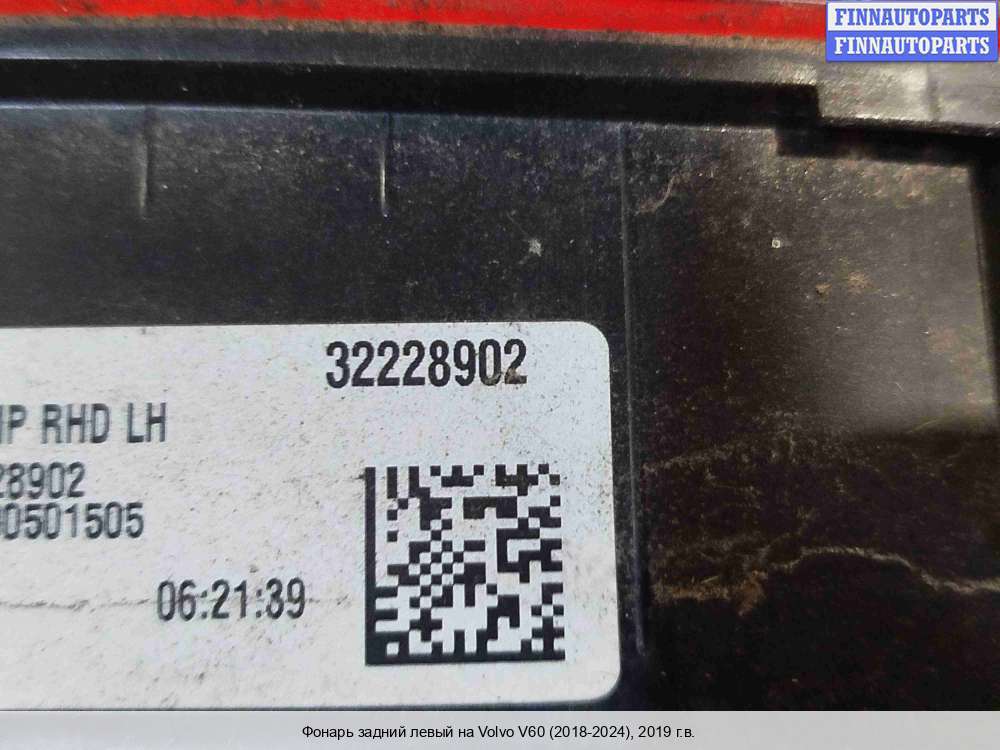 FINNAUTOPARTS
FINNAUTOPARTS
32228902
RHD LH
28902
0501505
06:21:39
Фонарь задний левый на Volvo V60 (2018-2024), 2019 г.в.